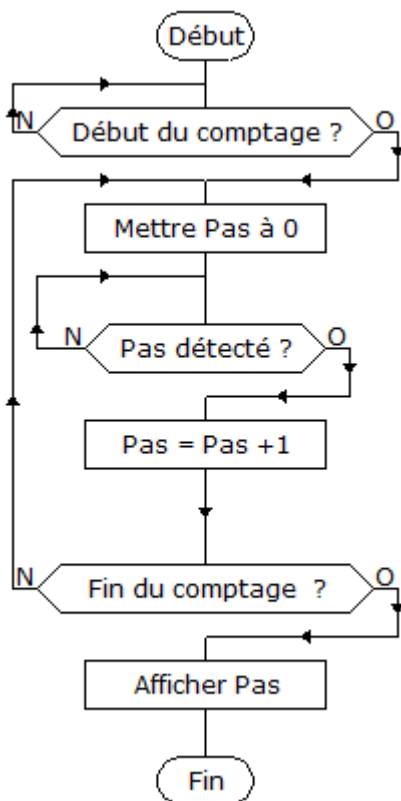 Début
N
Début du comptage ?
O
Mettre Pas à 0
N
Pas détecté ?
O
Pas = Pas +1
N
Fin du comptage ?
O
Afficher Pas
Fin